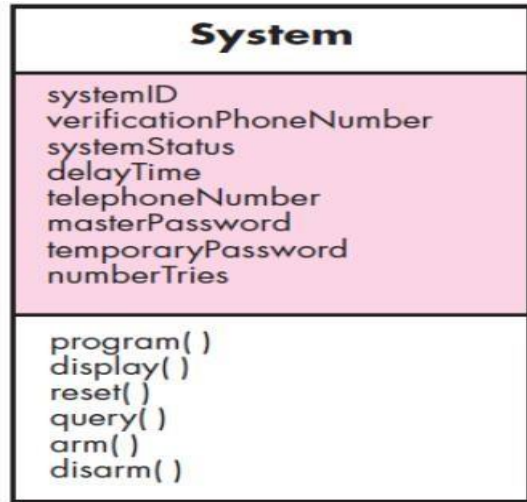 System
systemID
verificationPhoneNumber
systemStatus
delayTime
telephoneNumber
masterPassword
temporaryPassword
numberTries
program( )
display( )
reset( )
query( )
arm( )
disarm( )